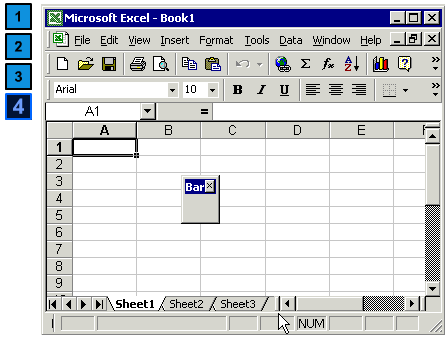 1
2
3
4
Microsoft Excel - Book1
File Edit View Insert Format Tools Data Window Help
Arial 10 B I U
A1 =
A B C D E F
1
2
3
Bar
4
5
6
7
8
9
Sheet1 Sheet2 Sheet3
NUM